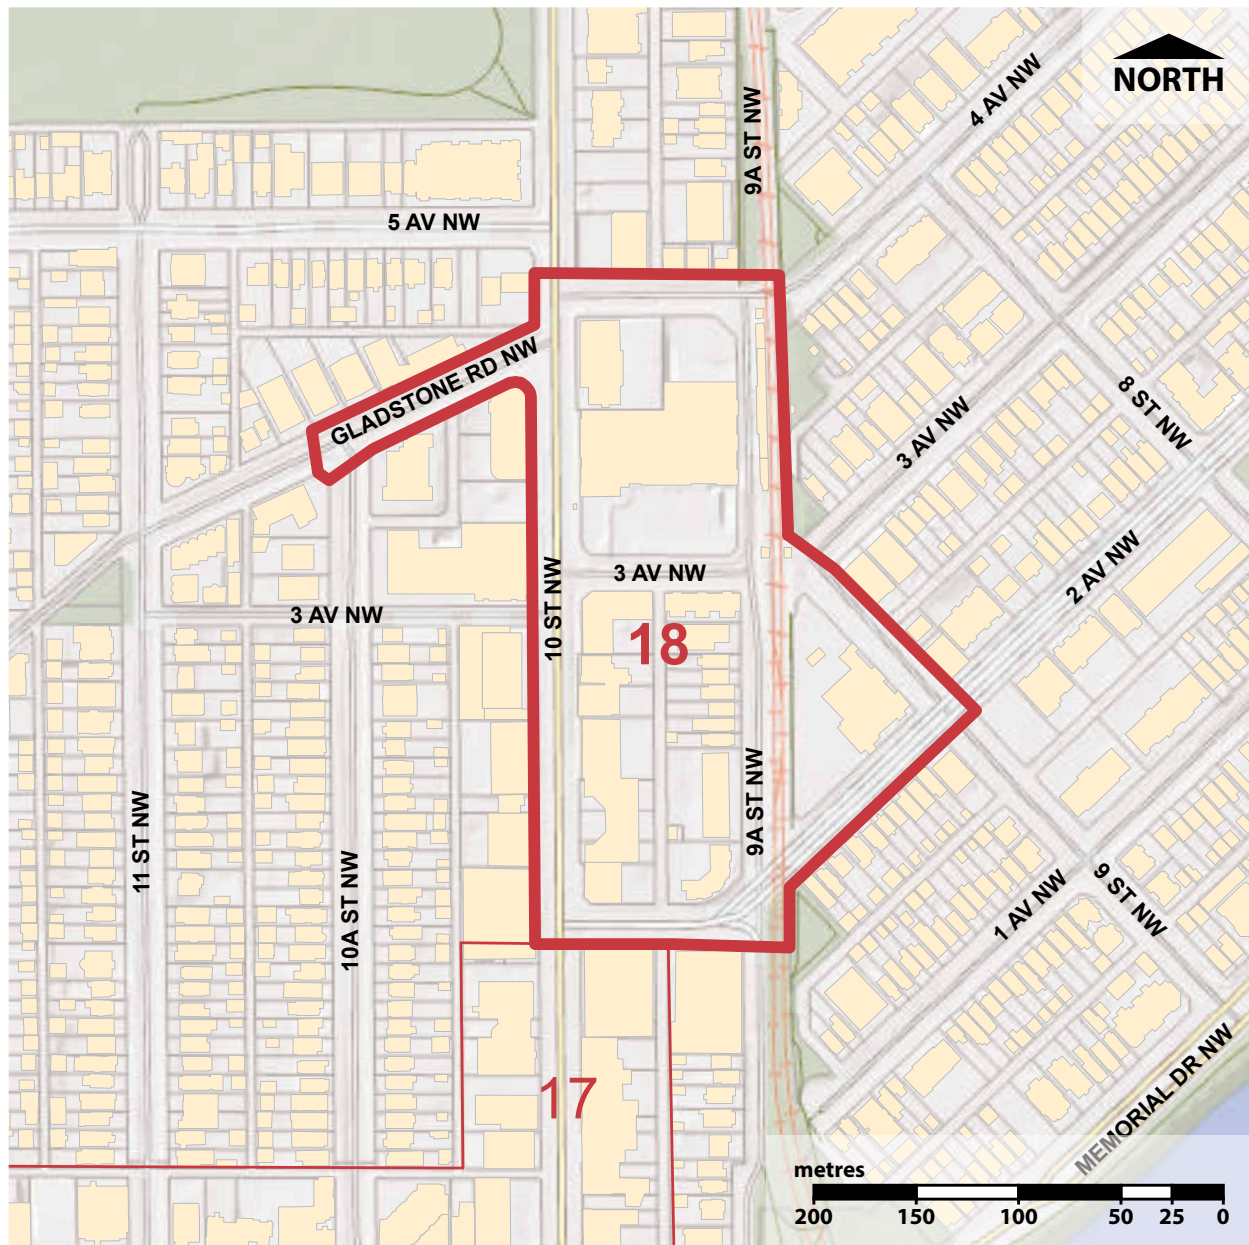 NORTH
4 AV NW
9A ST NW
5 AV NW
GLADSTONE RD NW
8 ST NW
3 AV NW
2 AV NW
3 AV NW
10 ST NW
3 AV NW
18
9A ST NW
11 ST NW
10A ST NW
1 AV NW
9 ST NW
17
MEMORIAL DR NW
metres
200 150 100 50 25 0